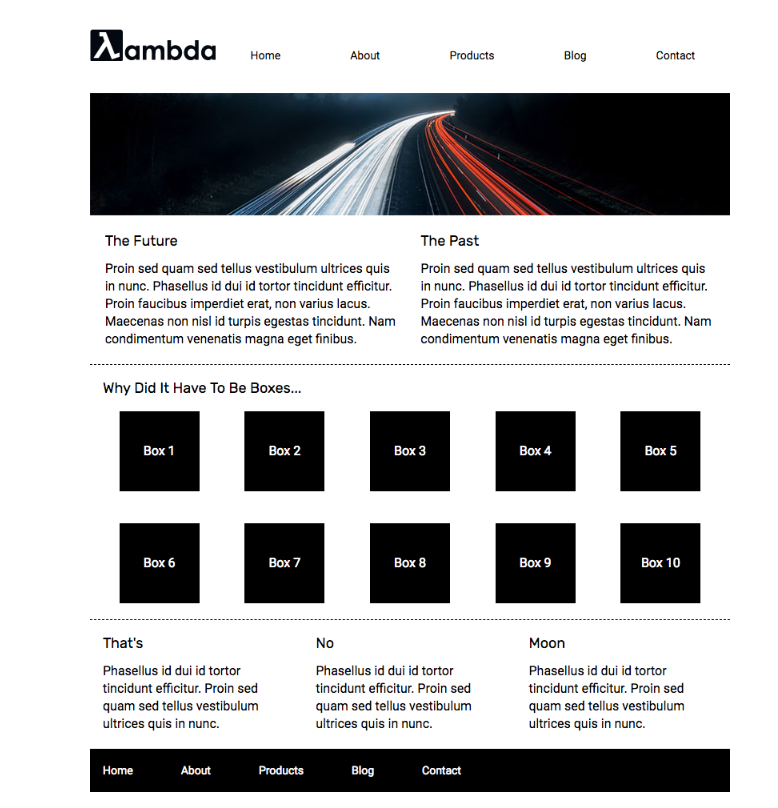 λambda
Home About Products Blog Contact
The Future
Proin sed quam sed tellus vestibulum ultrices quis
in nunc. Phasellus id dui id tortor tincidunt efficitur.
Proin faucibus imperdiet erat, non varius lacus.
Maecenas non nisl id turpis egestas tincidunt. Nam
condimentum venenatis magna eget finibus.
The Past
Proin sed quam sed tellus vestibulum ultrices quis
in nunc. Phasellus id dui id tortor tincidunt efficitur.
Proin faucibus imperdiet erat, non varius lacus.
Maecenas non nisl id turpis egestas tincidunt. Nam
condimentum venenatis magna eget finibus.
Why Did It Have To Be Boxes...
Box 1 Box 2 Box 3 Box 4 Box 5
Box 6 Box 7 Box 8 Box 9 Box 10
That's
Phasellus id dui id tortor
tincidunt efficitur. Proin sed
quam sed tellus vestibulum
ultrices quis in nunc.
No
Phasellus id dui id tortor
tincidunt efficitur. Proin sed
quam sed tellus vestibulum
ultrices quis in nunc.
Moon
Phasellus id dui id tortor
tincidunt efficitur. Proin sed
quam sed tellus vestibulum
ultrices quis in nunc.
Home About Products Blog Contact